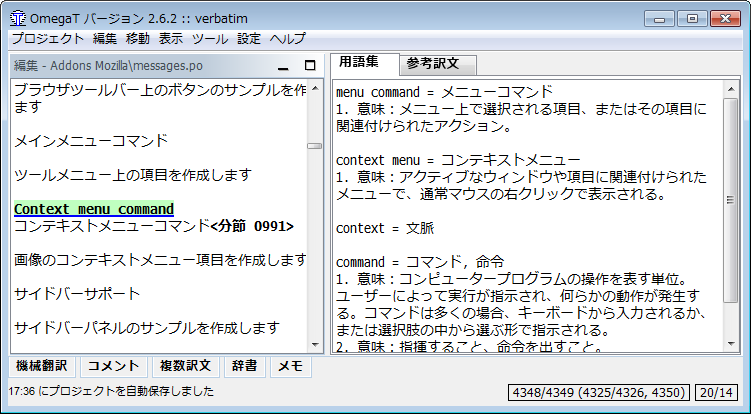 OmegaT バージョン 2.6.2 :: verbatim
プロジェクト 編集 移動 表示 ツール 設定 ヘルプ
編集 - Addons Mozilla\messages.po
ブラウザツールバー上のボタンのサンプルを作成し
ます
メインメニューコマンド
ツールメニュー上の項目を作成します
Context menu command
コンテキストメニューコマンド<分節 0991>
画像のコンテキストメニュー項目を作成します
サイドバーサポート
サイドバーパネルのサンプルを作成します
用語集 参考訳文
menu command = メニューコマンド
1. 意味：メニュー上で選択される項目、またはその項目に
関連付けられたアクション。
context menu = コンテキストメニュー
1. 意味：アクティブなウィンドウや項目に関連付けられた
メニューで、通常マウスの右クリックで表示される。
context = 文脈
command = コマンド, 命令
1. 意味：コンピュータープログラムの操作を表す単位。
ユーザーによって実行が指示され、何らかの動作が発生す
る。コマンドは多くの場合、キーボードから入力されるか、
または選択肢の中から選ぶ形で指示される。
2. 意味：指揮すること、命令を出すこと。
機械翻訳 コメント 複数訳文 辞書 メモ
17:36 にプロジェクトを自動保存しました
4348/4349 (4325/4326, 4350) 20/14